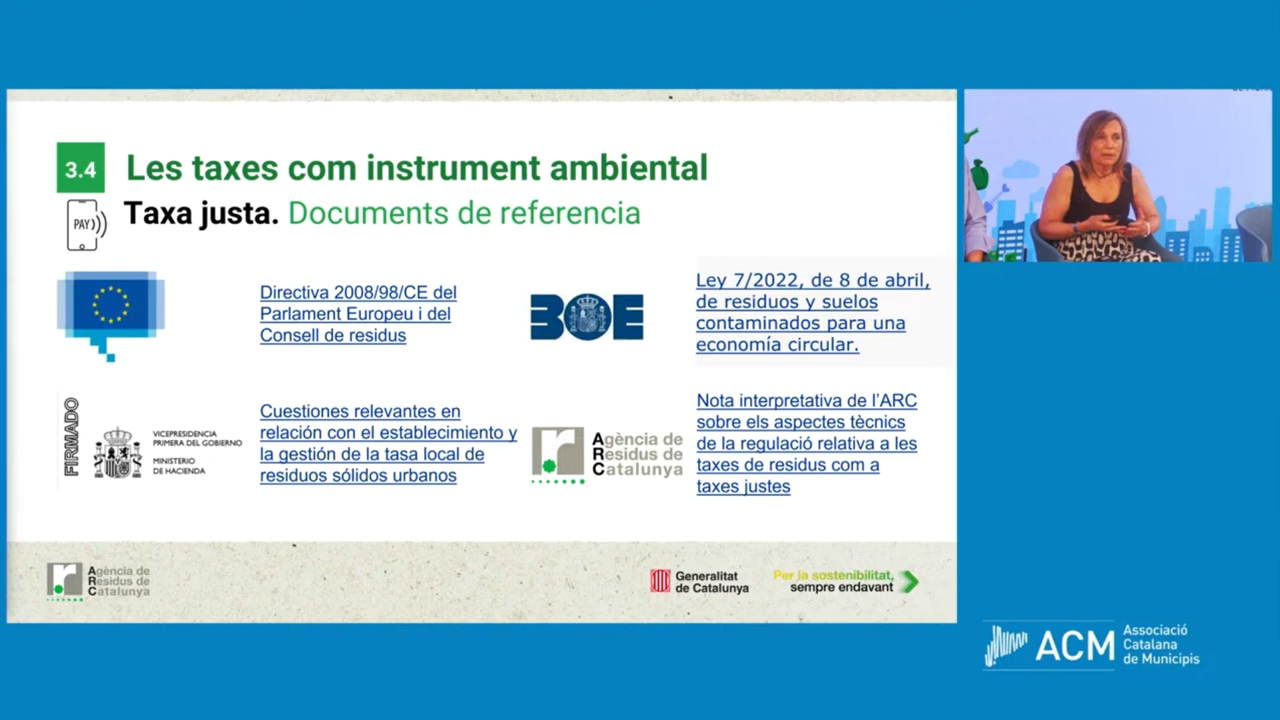 3.4
Les taxes com instrument ambiental
PAY
Taxa justa. Documents de referencia
Directiva 2008/98/CE del
Parlament Europeu i del
Consell de residus
BOE
Ley 7/2022, de 8 de abril,
de residuos y suelos
contaminados para una
economía circular.
FIRMADO
VICEPRESIDENCIA
PRIMERA DEL GOBIERNO
MINISTERIO
DE HACIENDA
Cuestiones relevantes en
relación con el establecimiento y
la gestión de la tasa local de
residuos sólidos urbanos
Agència de
Residus de
Catalunya
Nota interpretativa de l’ARC
sobre els aspectes tècnics
de la regulació relativa a les
taxes de residus com a
taxes justes
Agència de
Residus de
Catalunya
Generalitat
de Catalunya
Per la sostenibilitat,
sempre endavant
ACM
Associació
Catalana
de Municipis